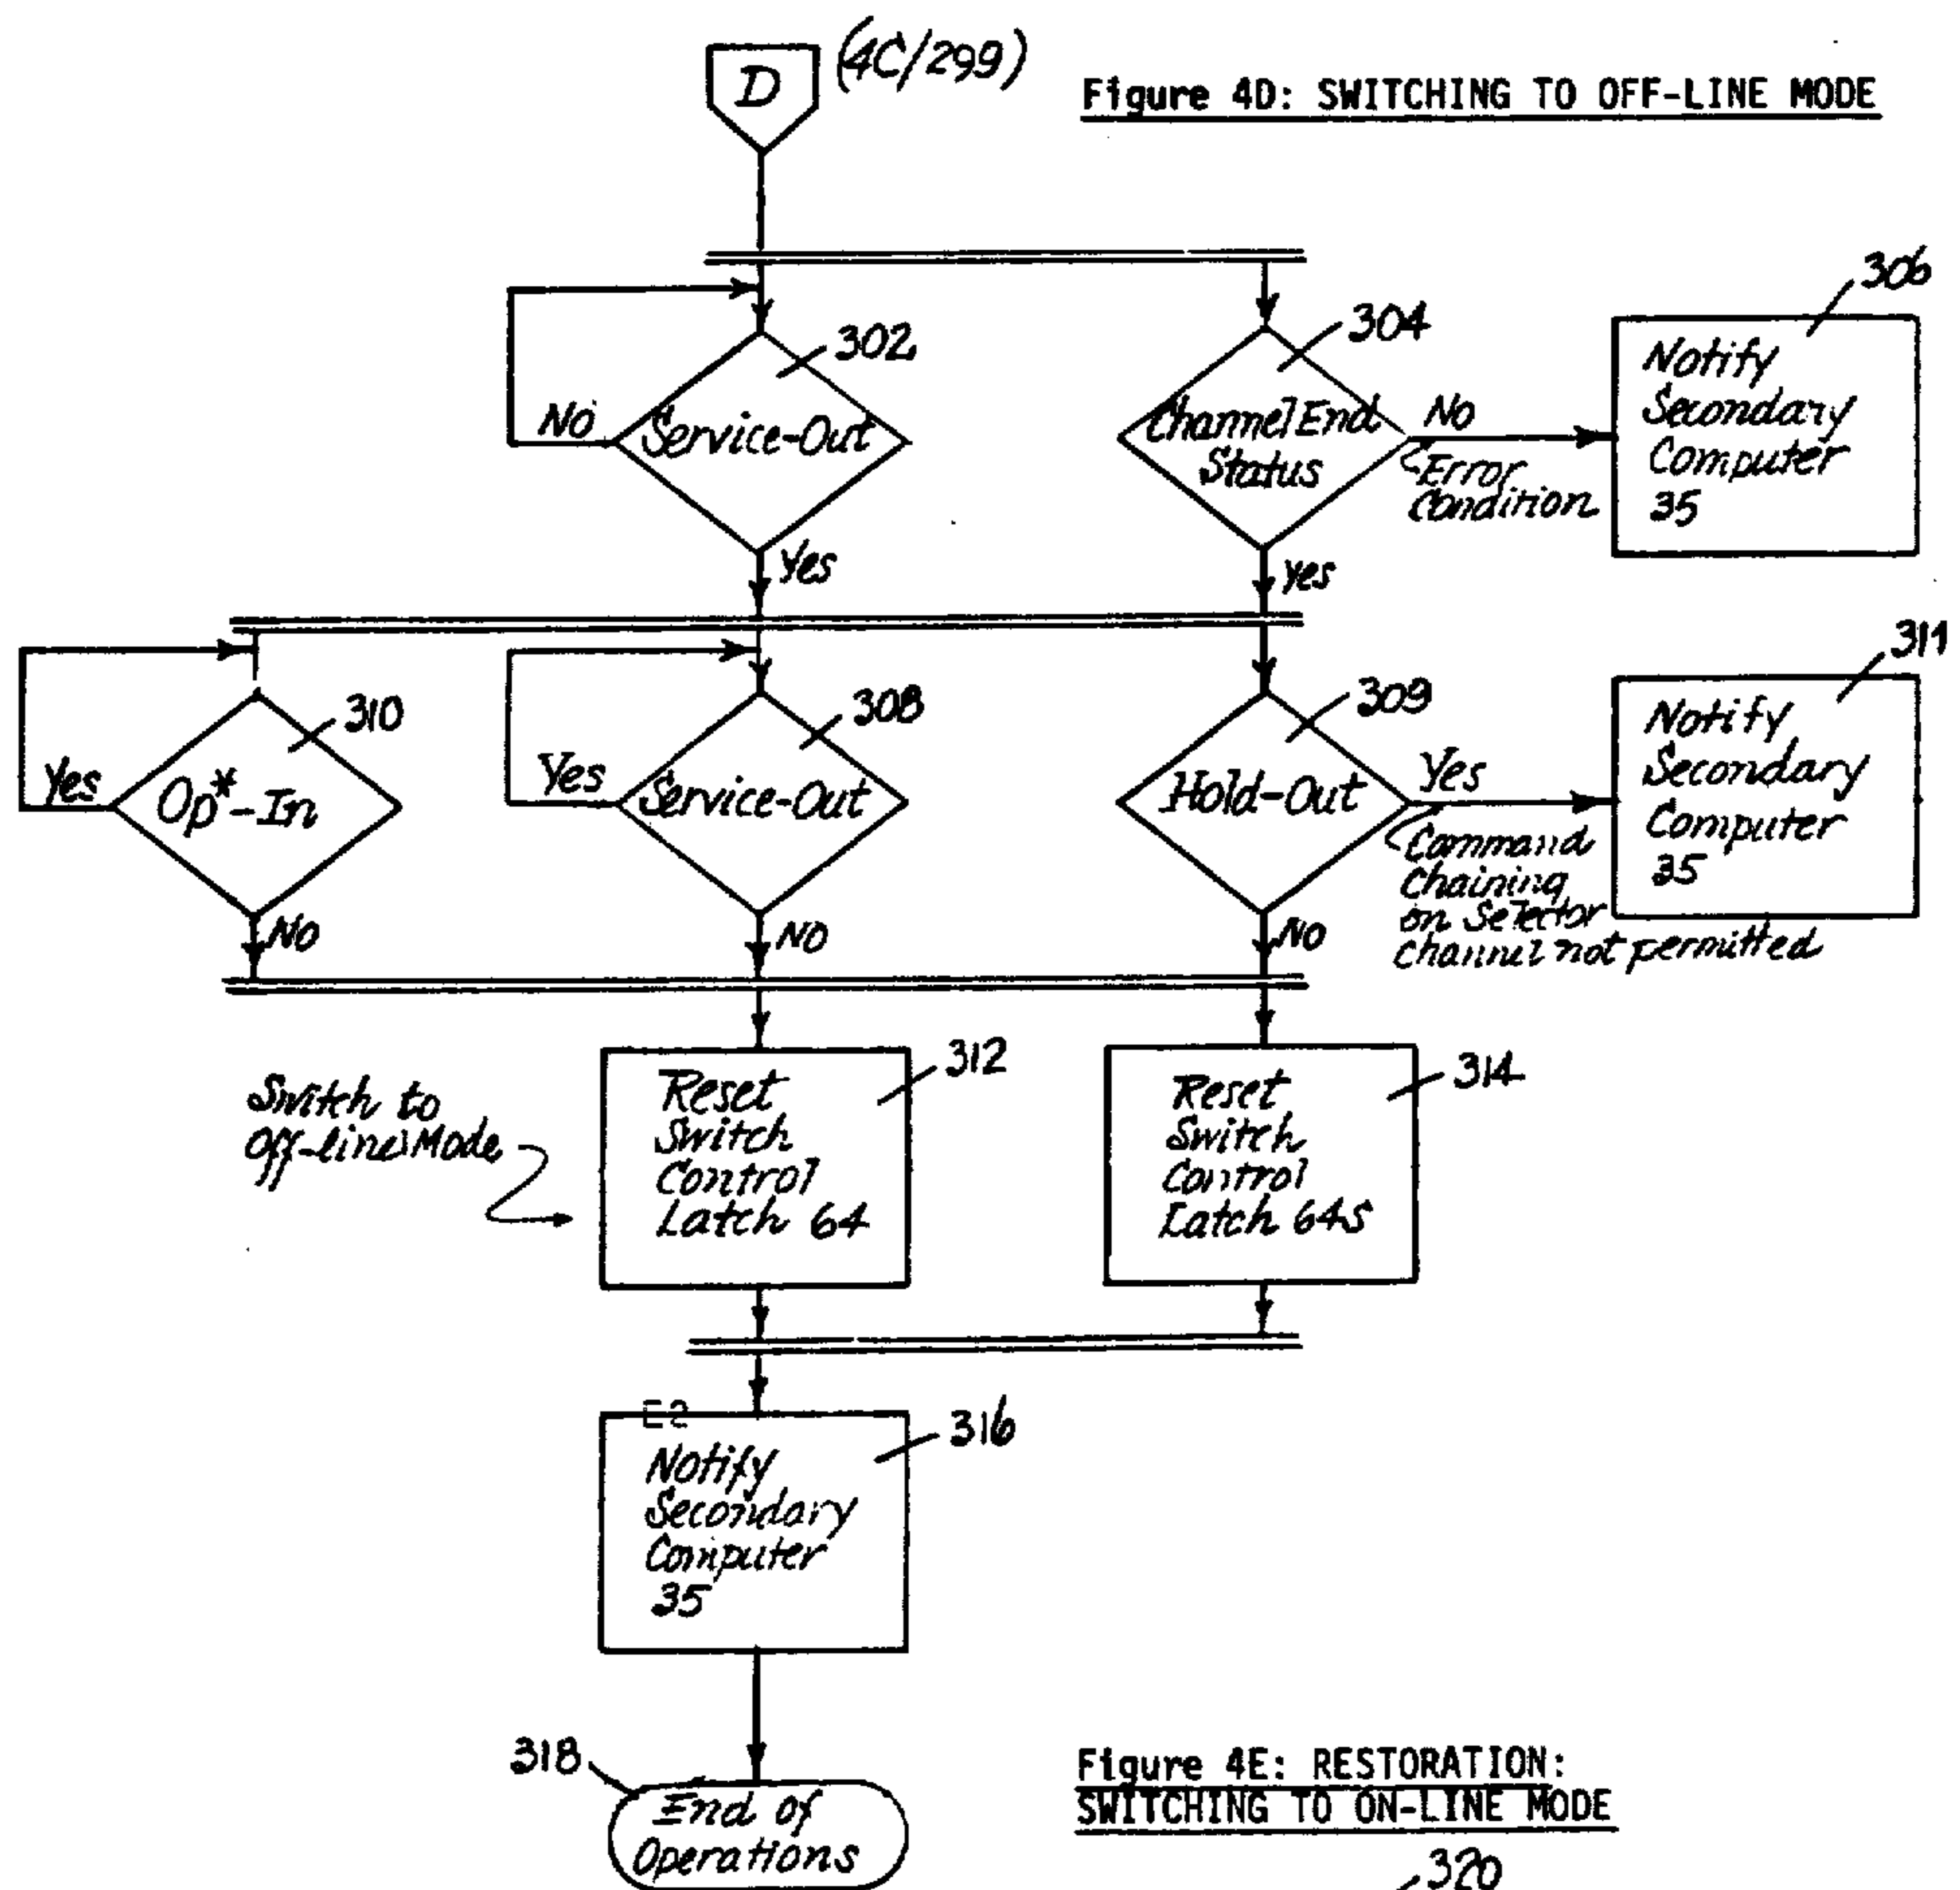 D
(4C/299)
Figure 4D: SWITCHING TO OFF-LINE MODE
302
Service-Out
No
Yes
304
Channel End
Status
No
Error
Condition
Yes
306
Notify
Secondary
Computer
35
310
Op*-In
Yes
No
308
Service-Out
Yes
No
309
Hold-Out
Yes
Command
Chaining
on Selector
Channel not permitted
No
311
Notify
Secondary
Computer
35
Switch to
Off-line Mode
312
Reset
Switch
Control
Latch 64
314
Reset
Switch
Control
Latch 64s
E2
316
Notify
Secondary
Computer
35
318
End of
Operations
Figure 4E: RESTORATION:
SWITCHING TO ON-LINE MODE
320